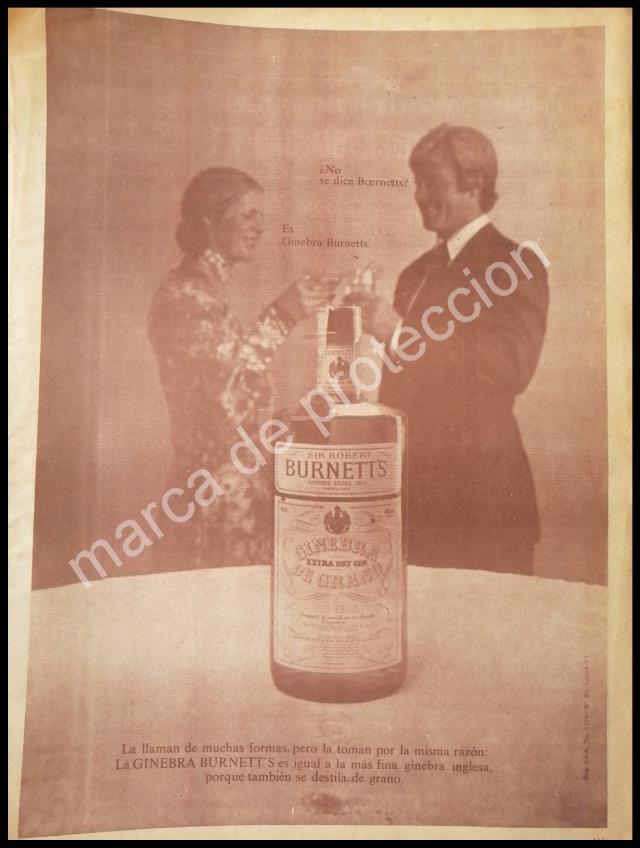 ¿No
se dice Bœrnetts?
Es
Ginebra Burnetts.
BURNETT'S
SIR ROBERT
BURNETT'S
GINEBRA
EXTRA DRY GIN
DE GRANO
marca de proteccion
La llaman de muchas formas, pero la toman por la misma razón:
La GINEBRA BURNETT'S es igual a la más fina ginebra inglesa,
porque también se destila de grano.